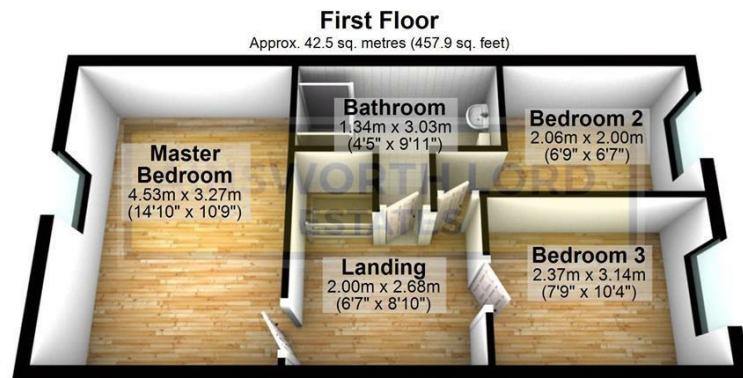 First Floor
Approx. 42.5 sq. metres (457.9 sq. feet)
Bathroom
1.34m x 3.03m
(4'5" x 9'11")
Bedroom 2
2.06m x 2.00m
(6'9" x 6'7")
Master
Bedroom
4.53m x 3.27m
(14'10" x 10'9")
ASWORTH LORD
ESTATES
Landing
2.00m x 2.68m
(6'7" x 8'10")
Bedroom 3
2.37m x 3.14m
(7'9" x 10'4")